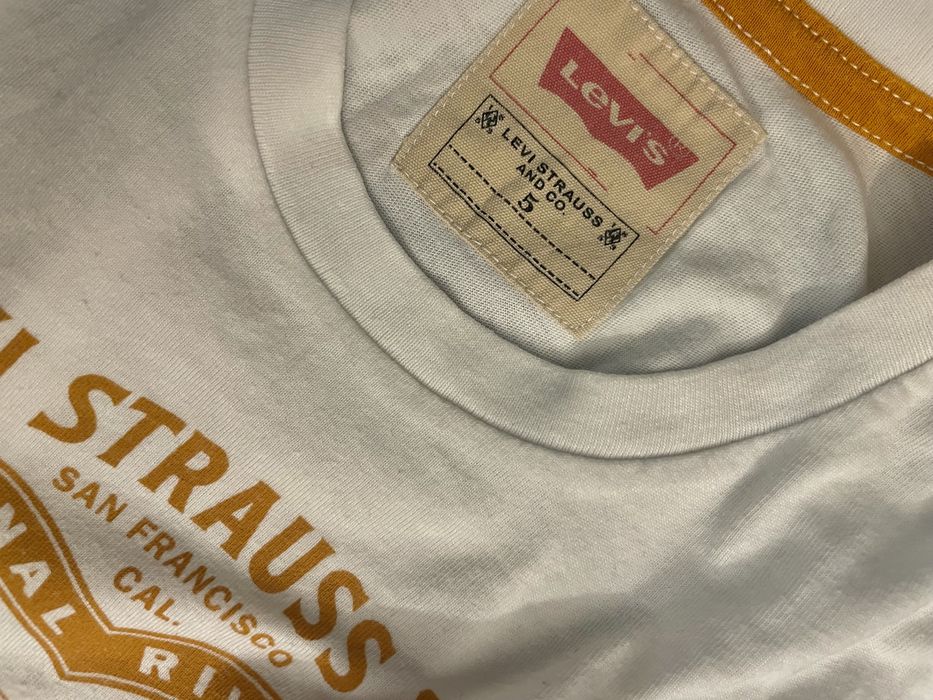 LEVI'S
LEVI STRAUSS
AND CO.
5
STRAUSS
SAN FRANCISCO
CAL.